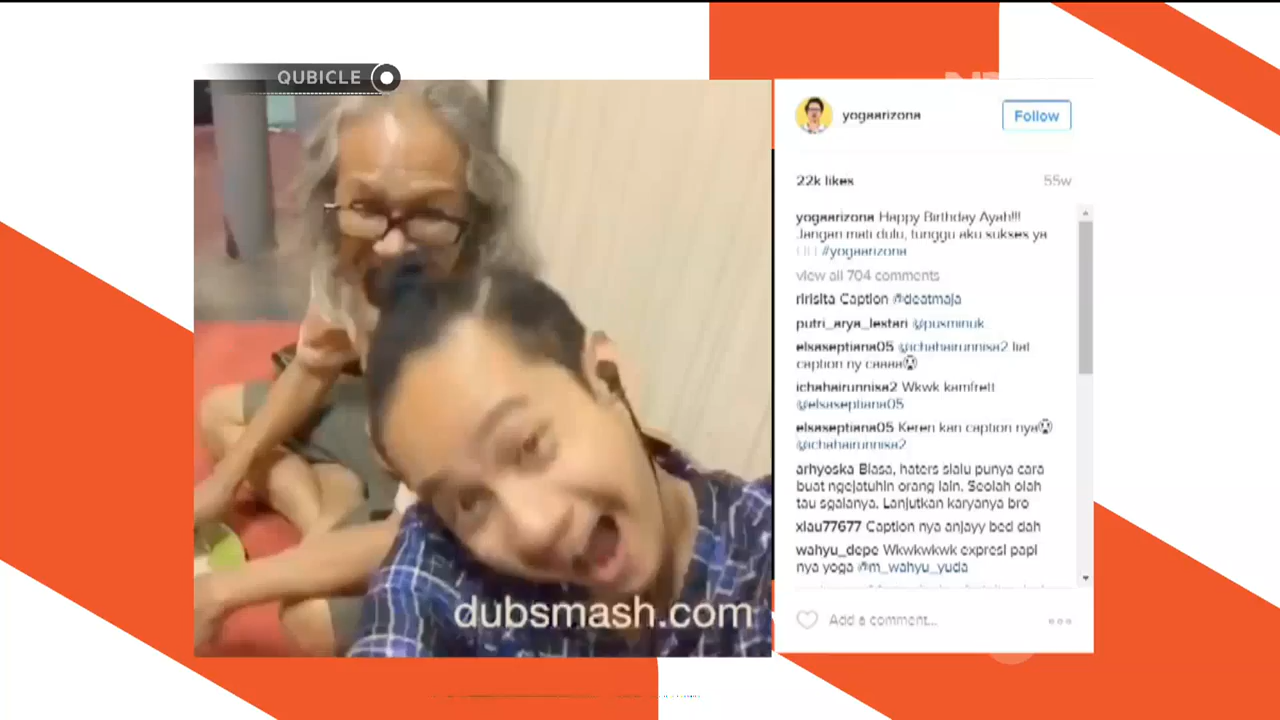 QUBICLE
yogaarizona
Follow
22k likes
55w
yogaarizona Happy Birthday Ayah!!!
Jangan mati dulu, tunggu aku sukses ya
#yogaarizona
view all 704 comments
ririsita Caption @deatmaja
putri_arya_lestari @pusminuk
elsaseptiana05 @ichahairunnisa2 liat
caption ny caaaa
ichahairunnisa2 Wkwk kamfrett
@elsaseptiana05
elsaseptiana05 Keren kan caption nya
@ichahairunnisa2
arhyoska Biasa, haters slalu punya cara
buat ngejatuhin orang lain. Seolah olah
tau sgalanya. Lanjutkan karyanya bro
xiau77677 Caption nya anjayy bed dah
wahyu_depe Wkwkwkwk expresi papi
nya yoga @m_wahyu_yuda
Add a comment...
dubsmash.com